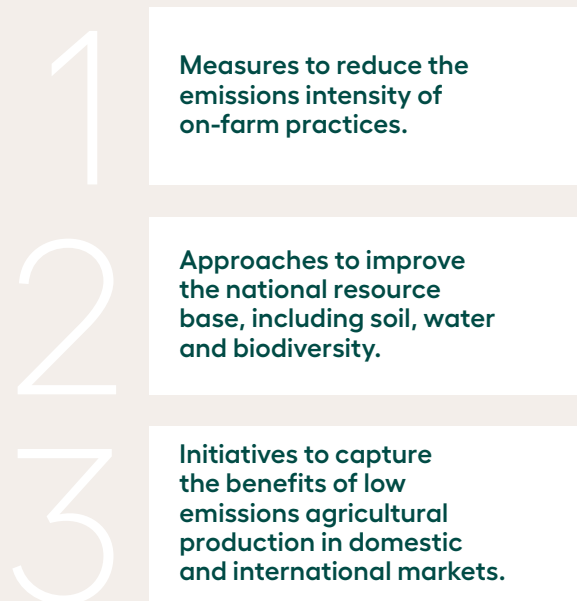 1
Measures to reduce the
emissions intensity of
on-farm practices.
2
Approaches to improve
the national resource
base, including soil, water
and biodiversity.
3
Initiatives to capture
the benefits of low
emissions agricultural
production in domestic
and international markets.